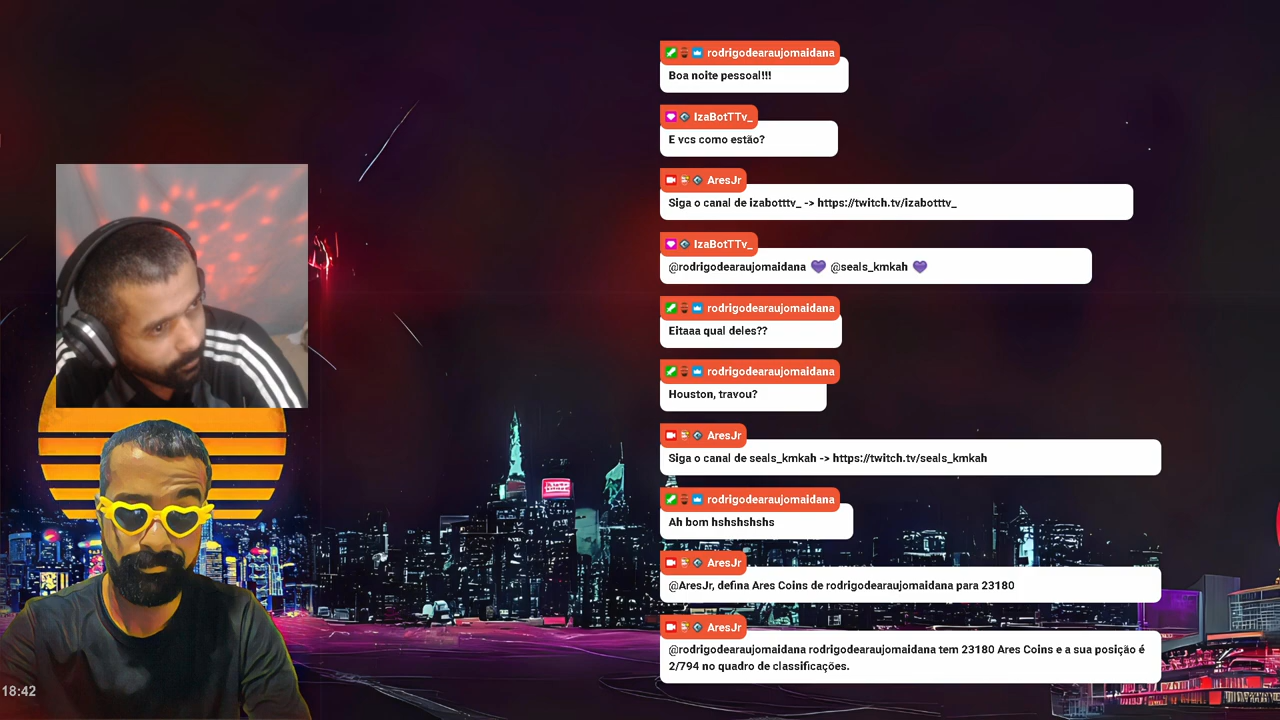 rodrigodearaujomaidana
Boa noite pessoal!!!
IzaBotTTv_
E vcs como estão?
AresJr
Siga o canal de izabotttv_ -> https://twitch.tv/izabotttv_
IzaBotTTv_
@rodrigodearaujomaidana 💜 @seals_kmkah 💜
rodrigodearaujomaidana
Eitaaa qual deles??
rodrigodearaujomaidana
Houston, travou?
AresJr
Siga o canal de seals_kmkah -> https://twitch.tv/seals_kmkah
rodrigodearaujomaidana
Ah bom hshshshshs
AresJr
@AresJr, defina Ares Coins de rodrigodearaujomaidana para 23180
AresJr
@rodrigodearaujomaidana rodrigodearaujomaidana tem 23180 Ares Coins e a sua posição é
2/794 no quadro de classificações.
18:42